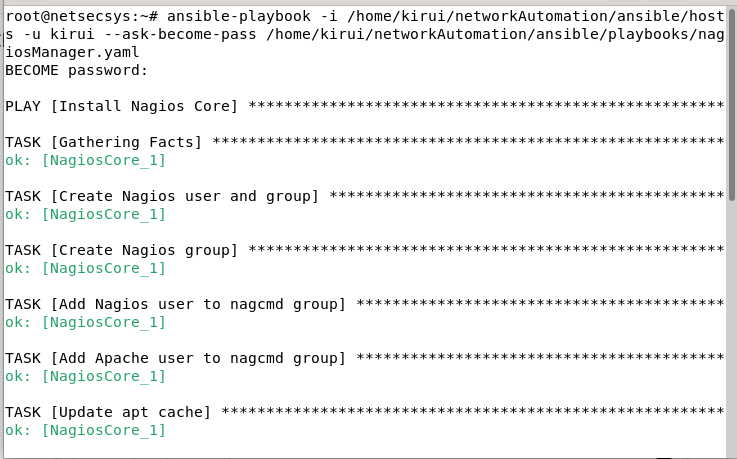 root@netsecsys:~# ansible-playbook -i /home/kirui/networkAutomation/ansible/host
s -u kirui --ask-become-pass /home/kirui/networkAutomation/ansible/playbooks/nag
iosManager.yaml
BECOME password:
PLAY [Install Nagios Core] *****************************************************
TASK [Gathering Facts] *********************************************************
ok: [NagiosCore_1]
TASK [Create Nagios user and group] ********************************************
ok: [NagiosCore_1]
TASK [Create Nagios group] *****************************************************
ok: [NagiosCore_1]
TASK [Add Nagios user to nagcmd group] *****************************************
ok: [NagiosCore_1]
TASK [Add Apache user to nagcmd group] *****************************************
ok: [NagiosCore_1]
TASK [Update apt cache] ********************************************************
ok: [NagiosCore_1]